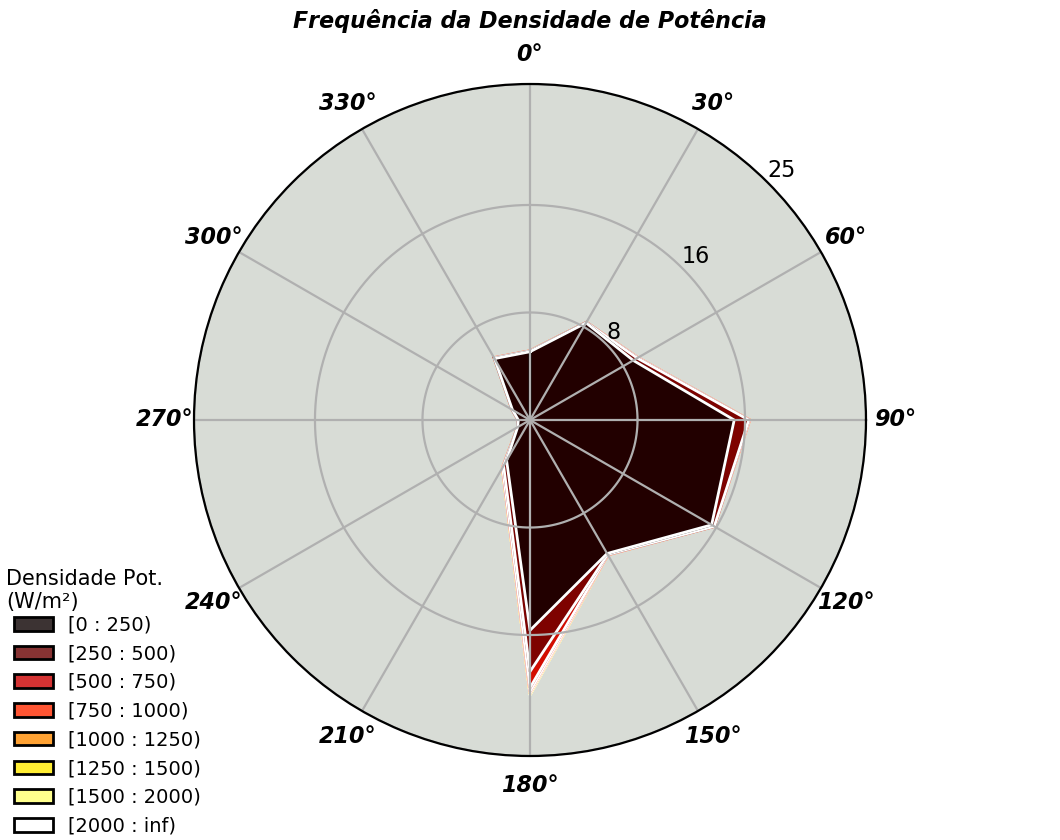 Frequência da Densidade de Potência
0°
330°
30°
25
300°
60°
16
8
270°
90°
240°
120°
210°
150°
180°
Densidade Pot.
(W/m²)
[0 : 250)
[250 : 500)
[500 : 750)
[750 : 1000)
[1000 : 1250)
[1250 : 1500)
[1500 : 2000)
[2000 : inf)